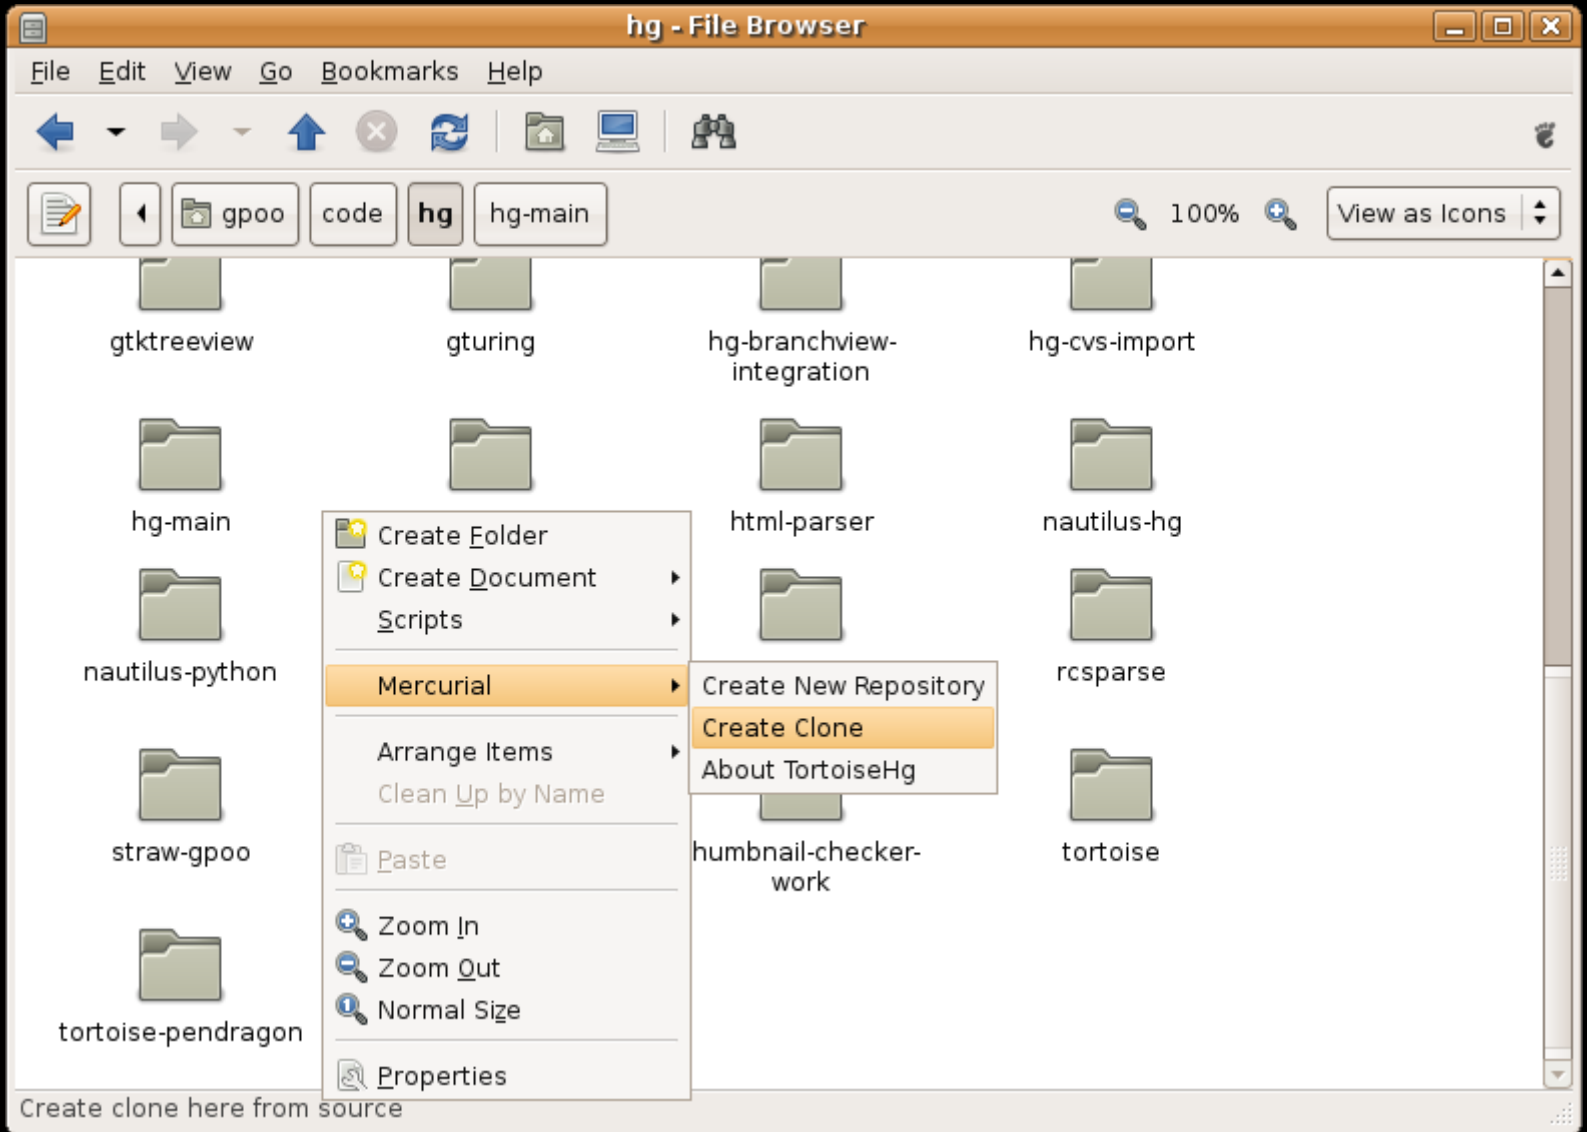 hg - File Browser
File Edit View Go Bookmarks Help
gpoo code hg hg-main 100% View as Icons
gtktreeview gturing hg-branchview- hg-cvs-import
integration
hg-main html-parser nautilus-hg
nautilus-python rcsparse
straw-gpoo humbnail-checker- tortoise
work
tortoise-pendragon
Create Folder
Create Document
Scripts
Mercurial
Arrange Items
Clean Up by Name
Paste
Zoom In
Zoom Out
Normal Size
Properties
Create New Repository
Create Clone
About TortoiseHg
Create clone here from source